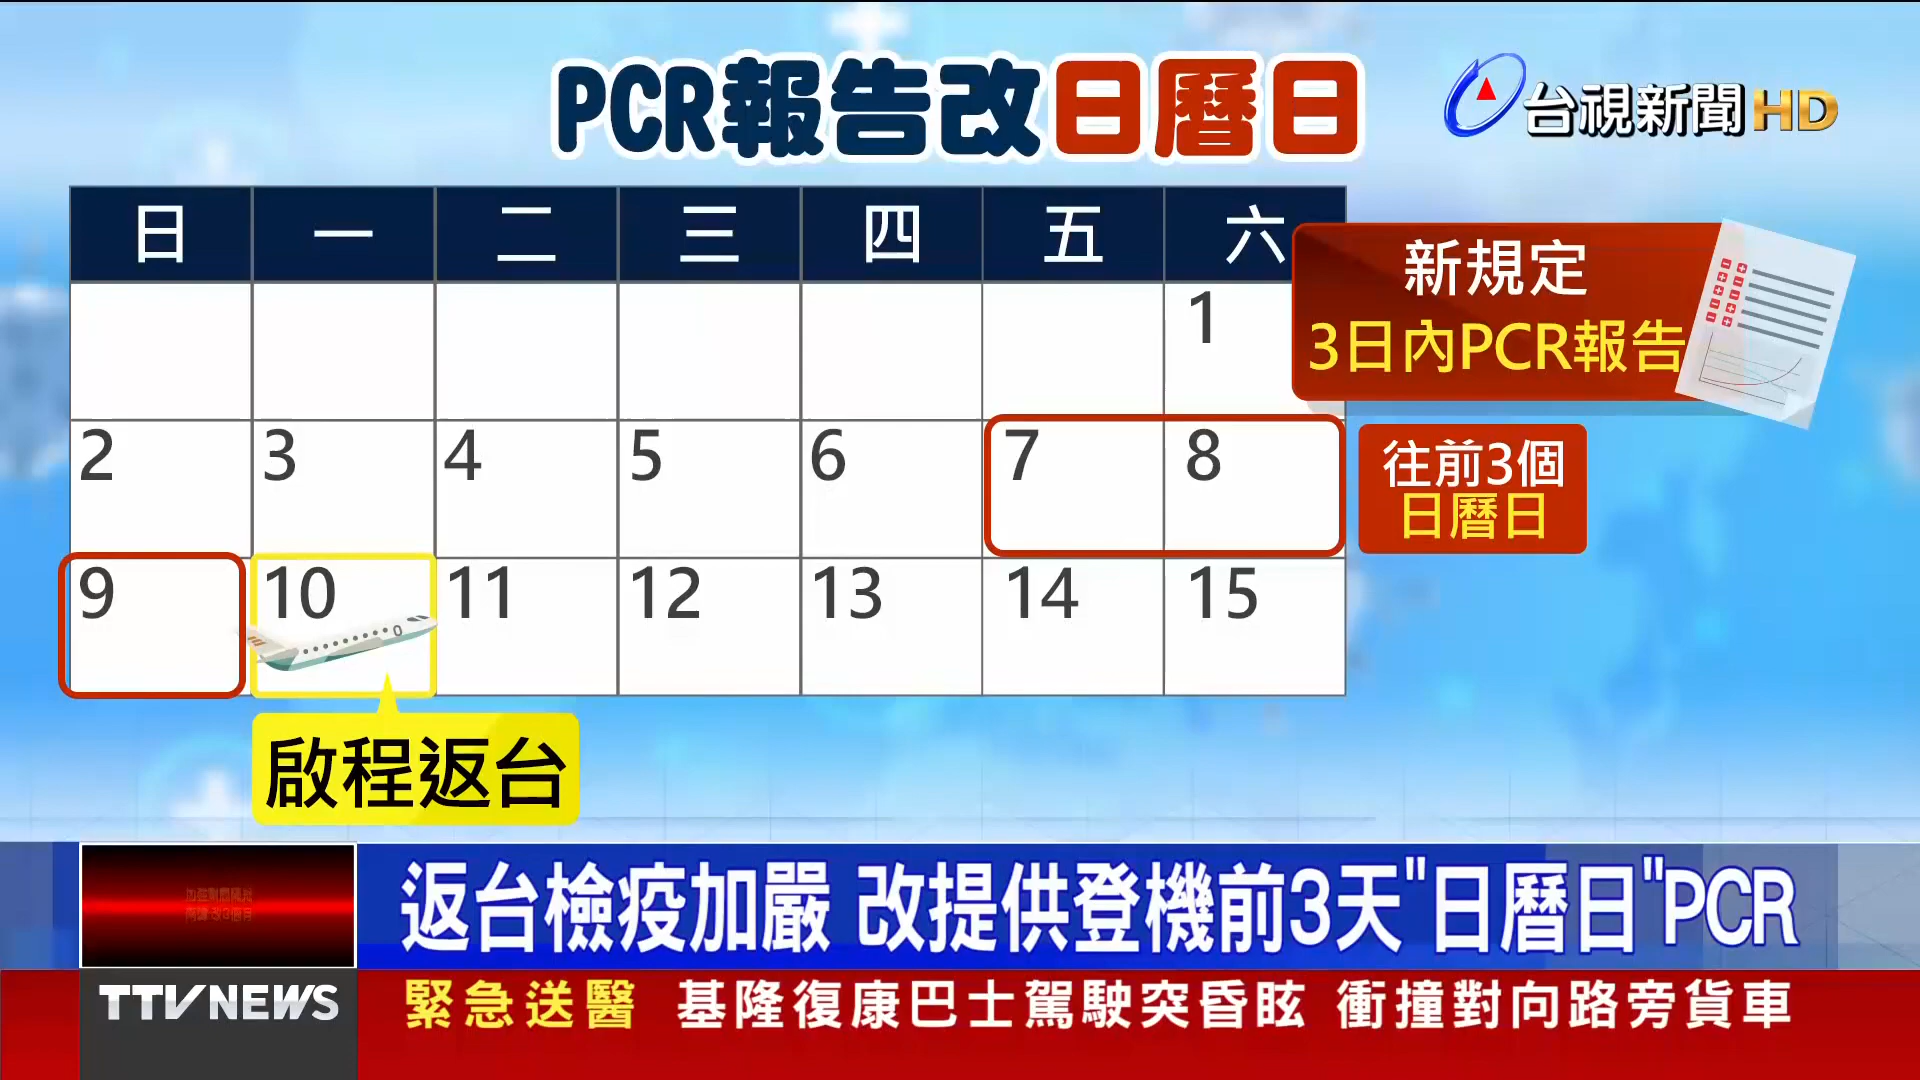 PCR報告改日曆日
台視新聞HD
日 一 二 三 四 五 六
新規定
3日內PCR報告
1
2 3 4 5 6 7 8
往前3個
日曆日
9 10 11 12 13 14 15
啟程返台
返台檢疫加嚴 改提供登機前3天"日曆日"PCR
TTV NEWS
緊急送醫 基隆復康巴士駕駛突昏眩 衝撞對向路旁貨車